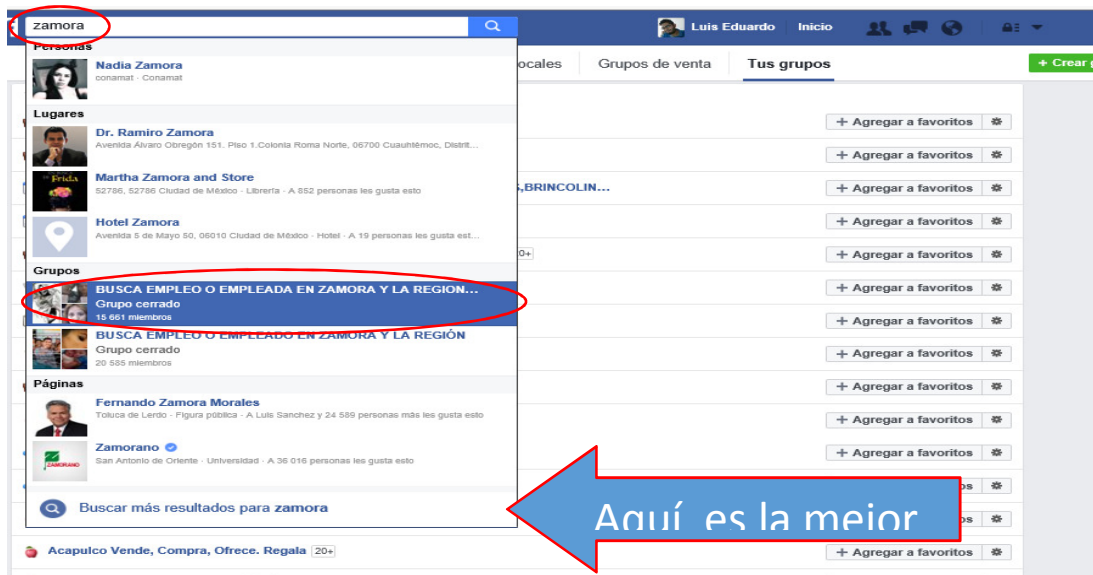 zamora
Luis Eduardo
Inicio
Personas
Nadia Zamora
conamat · Conamat
ocales
Grupos de venta
Tus grupos
+ Crear
Lugares
Dr. Ramiro Zamora
Avenida Álvaro Obregón 151. Piso 1.Colonia Roma Norte, 06700 Cuauhtémoc, Distrit...
+ Agregar a favoritos
+ Agregar a favoritos
Frida
Martha Zamora and Store
52786, 52786 Ciudad de México · Librería · A 852 personas les gusta esto
,BRINCOLIN...
+ Agregar a favoritos
Hotel Zamora
Avenida 5 de Mayo 50, 06010 Ciudad de México · Hotel · A 19 personas les gusta est...
+ Agregar a favoritos
0+
+ Agregar a favoritos
Grupos
BUSCA EMPLEO O EMPLEADA EN ZAMORA Y LA REGION...
Grupo cerrado
15 661 miembros
+ Agregar a favoritos
+ Agregar a favoritos
BUSCA EMPLEO O EMPLEADO EN ZAMORA Y LA REGIÓN
Grupo cerrado
20 585 miembros
+ Agregar a favoritos
Páginas
+ Agregar a favoritos
Fernando Zamora Morales
Toluca de Lerdo · Figura pública · A Luis Sanchez y 24 589 personas más les gusta esto
+ Agregar a favoritos
ZAMORANO
Zamorano
San Antonio de Oriente · Universidad · A 36 016 personas les gusta esto
+ Agregar a favoritos
os
Buscar más resultados para zamora
Aquí es la mejor
os
Acapulco Vende, Compra, Ofrece. Regala 20+
+ Agregar a favoritos